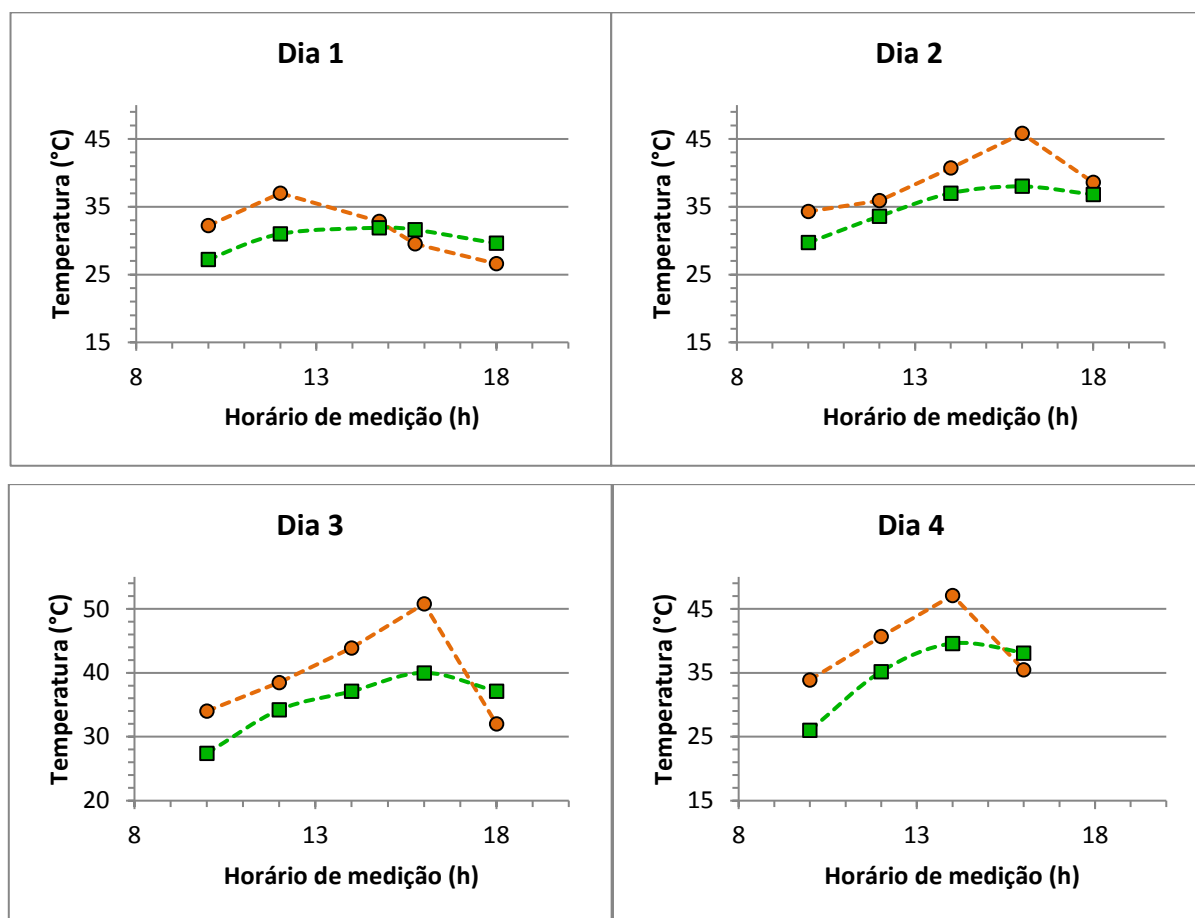 Dia 1
Temperatura (°C)
45
35
25
15
8
13
18
Horário de medição (h)
Dia 2
Temperatura (°C)
45
35
25
15
8
13
18
Horário de medição (h)
Dia 3
Temperatura (°C)
50
40
30
20
8
13
18
Horário de medição (h)
Dia 4
Temperatura (°C)
45
35
25
15
8
13
18
Horário de medição (h)